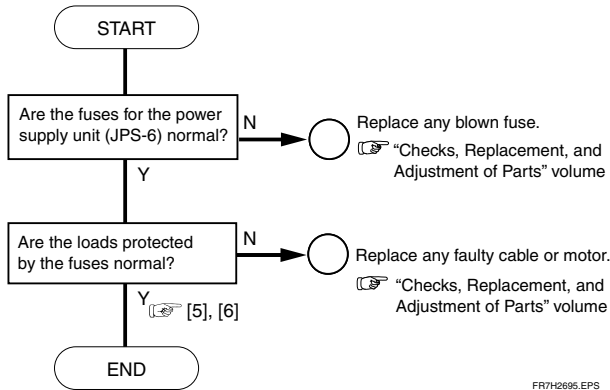 START
Are the fuses for the power
supply unit (JPS-6) normal?
N
Replace any blown fuse.
“Checks, Replacement, and
Adjustment of Parts” volume
Y
Are the loads protected
by the fuses normal?
N
Replace any faulty cable or motor.
“Checks, Replacement, and
Adjustment of Parts” volume
Y
[5], [6]
END
FR7H2695.EPS